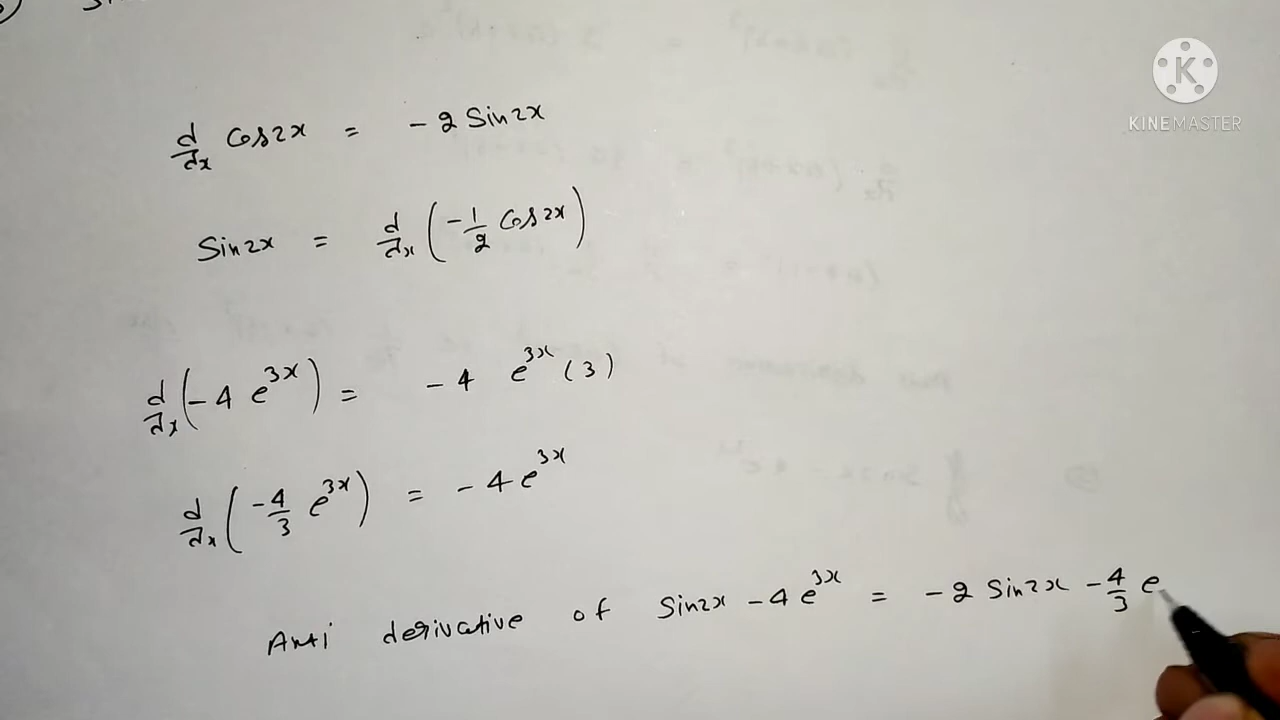 K
KINEMASTER
d/dx Cos2x = - 2 Sin2x
Sin2x = d/dx (-1/2 Cos2x)
d/dx (-4 e^3x) = - 4 e^3x (3)
d/dx (-4/3 e^3x) = - 4 e^3x
Anti derivative of Sin2x - 4 e^3x = - 2 Sin2x - 4/3 e